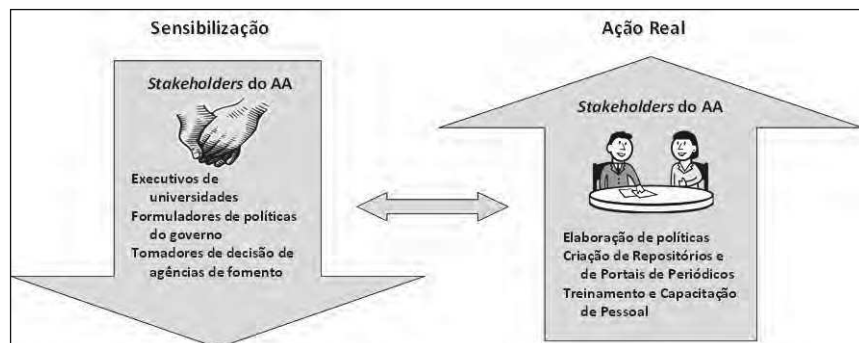 Sensibilização
Stakeholders do AA
Executivos de
universidades
Formuladores de políticas
do governo
Tomadores de decisão de
agências de fomento
Ação Real
Stakeholders do AA
Elaboração de políticas
Criação de Repositórios e
de Portais de Periódicos
Treinamento e Capacitação
de Pessoal